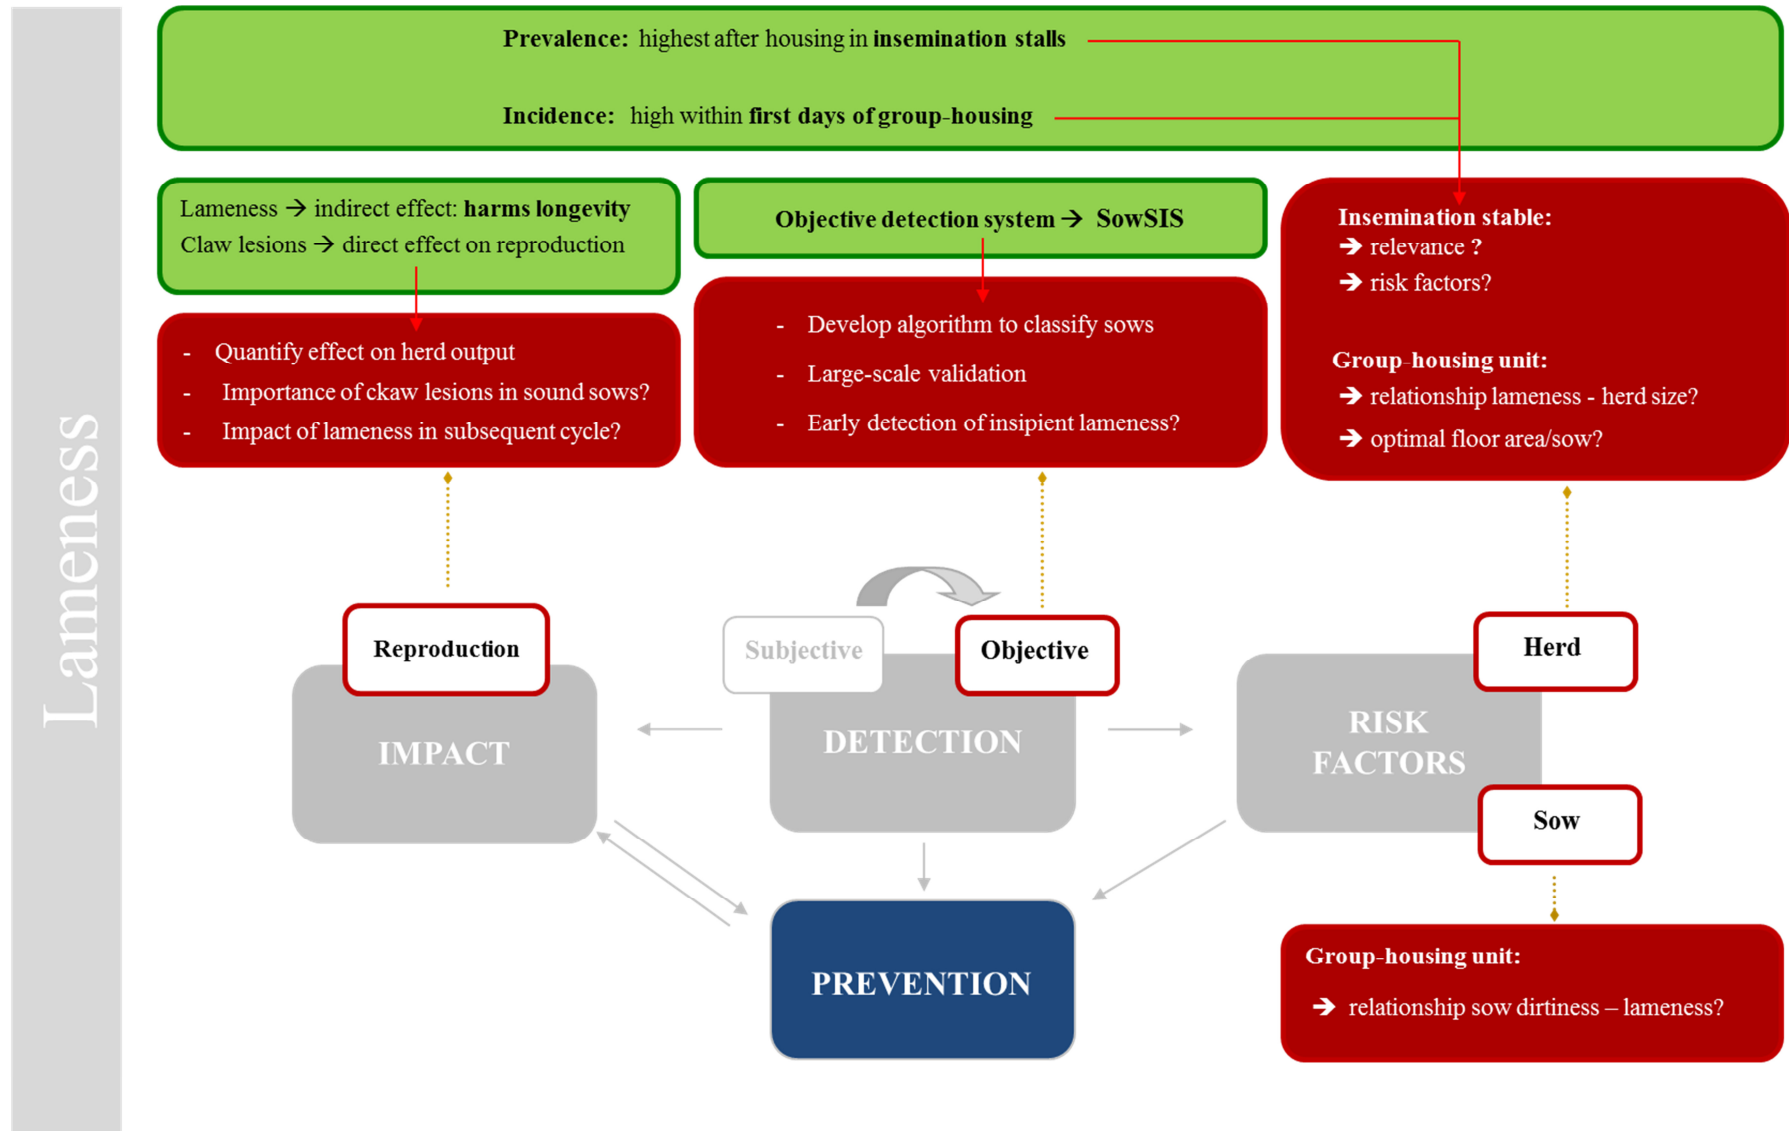 Lameness
Prevalence: highest after housing in insemination stalls
Incidence: high within first days of group-housing
Lameness → indirect effect: harms longevity
Claw lesions → direct effect on reproduction
Objective detection system → SowSIS
Insemination stable:
→ relevance ?
→ risk factors?
Group-housing unit:
→ relationship lameness - herd size?
→ optimal floor area/sow?
- Quantify effect on herd output
- Importance of ckaw lesions in sound sows?
- Impact of lameness in subsequent cycle?
- Develop algorithm to classify sows
- Large-scale validation
- Early detection of insipient lameness?
Reproduction
IMPACT
Subjective
Objective
DETECTION
Herd
RISK
FACTORS
Sow
PREVENTION
Group-housing unit:
→ relationship sow dirtiness – lameness?